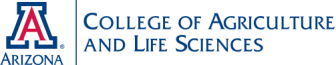 A®
ARIZONA
COLLEGE OF AGRICULTURE
AND LIFE SCIENCES